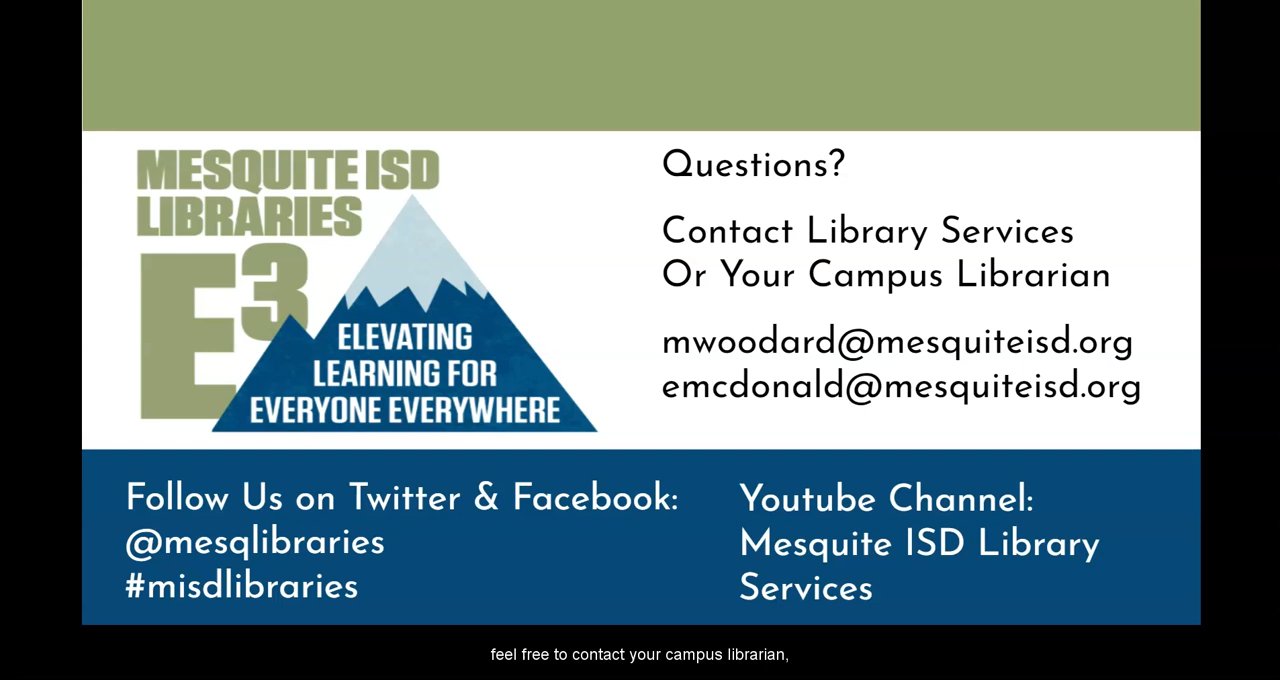 MESQUITE ISD
LIBRARIES
E3
ELEVATING
LEARNING FOR
EVERYONE EVERYWHERE
Questions?
Contact Library Services
Or Your Campus Librarian
mwoodard@mesquiteisd.org
emcdonald@mesquiteisd.org
Follow Us on Twitter & Facebook:
@mesqlibraries
#misdlibraries
Youtube Channel:
Mesquite ISD Library
Services
feel free to contact your campus librarian,